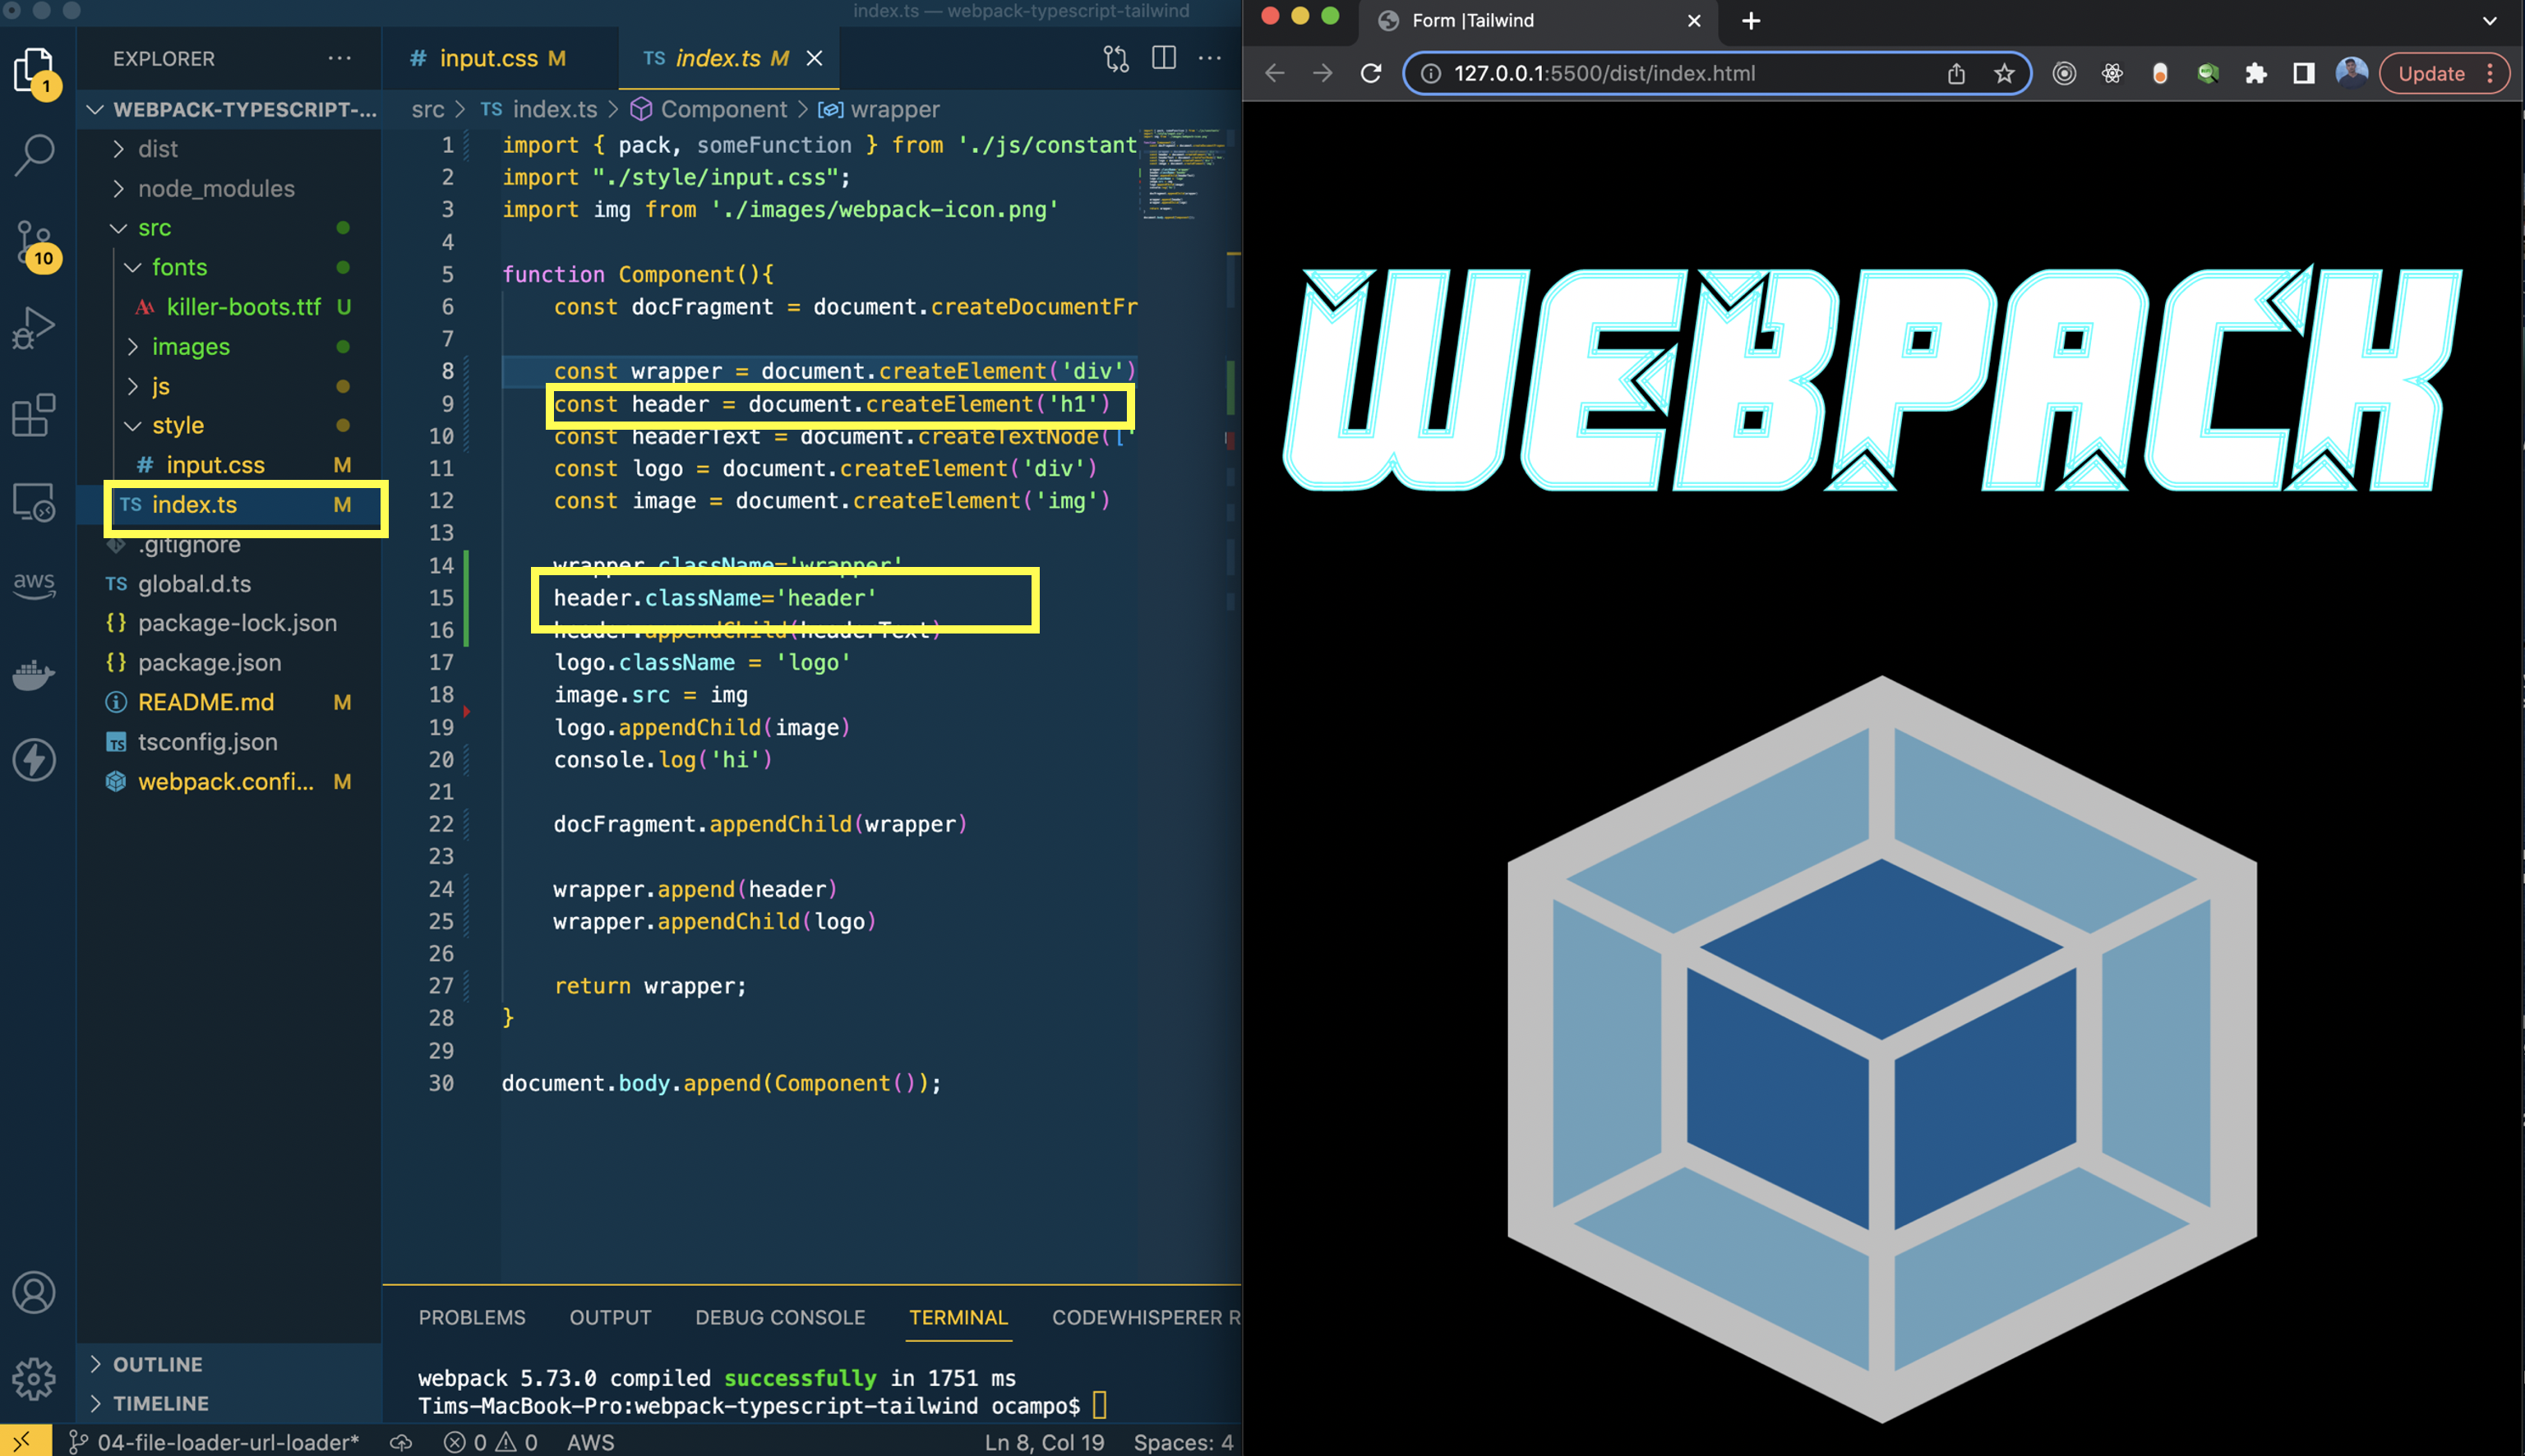 index.ts — webpack-typescript-tailwind
EXPLORER
1
WEBPACK-TYPESCRIPT-...
dist
node_modules
src
fonts
killer-boots.ttf U
images
js
style
# input.css M
TS index.ts M
.gitignore
TS global.d.ts
{} package-lock.json
{} package.json
README.md M
TS tsconfig.json
webpack.confi... M
10
aws
OUTLINE
TIMELINE
# input.css M
TS index.ts M
src > TS index.ts > Component > wrapper
1 import { pack, someFunction } from './js/constant
2 import "./style/input.css";
3 import img from './images/webpack-icon.png'
4
5 function Component(){
6 const docFragment = document.createDocumentFr
7
8 const wrapper = document.createElement('div')
9 const header = document.createElement('h1')
10 const headerText = document.createTextNode(['
11 const logo = document.createElement('div')
12 const image = document.createElement('img')
13
14 wrapper.className='wrapper'
15 header.className='header'
16 header.appendChild(headerText)
17 logo.className = 'logo'
18 image.src = img
19 logo.appendChild(image)
20 console.log('hi')
21
22 docFragment.appendChild(wrapper)
23
24 wrapper.append(header)
25 wrapper.appendChild(logo)
26
27 return wrapper;
28 }
29
30 document.body.append(Component());
PROBLEMS OUTPUT DEBUG CONSOLE TERMINAL CODEWHISPERER R
webpack 5.73.0 compiled successfully in 1751 ms
Tims-MacBook-Pro:webpack-typescript-tailwind ocampo$
04-file-loader-url-loader* 0 0 AWS Ln 8, Col 19 Spaces: 4
Form |Tailwind
127.0.0.1:5500/dist/index.html
Update
WEBPACK